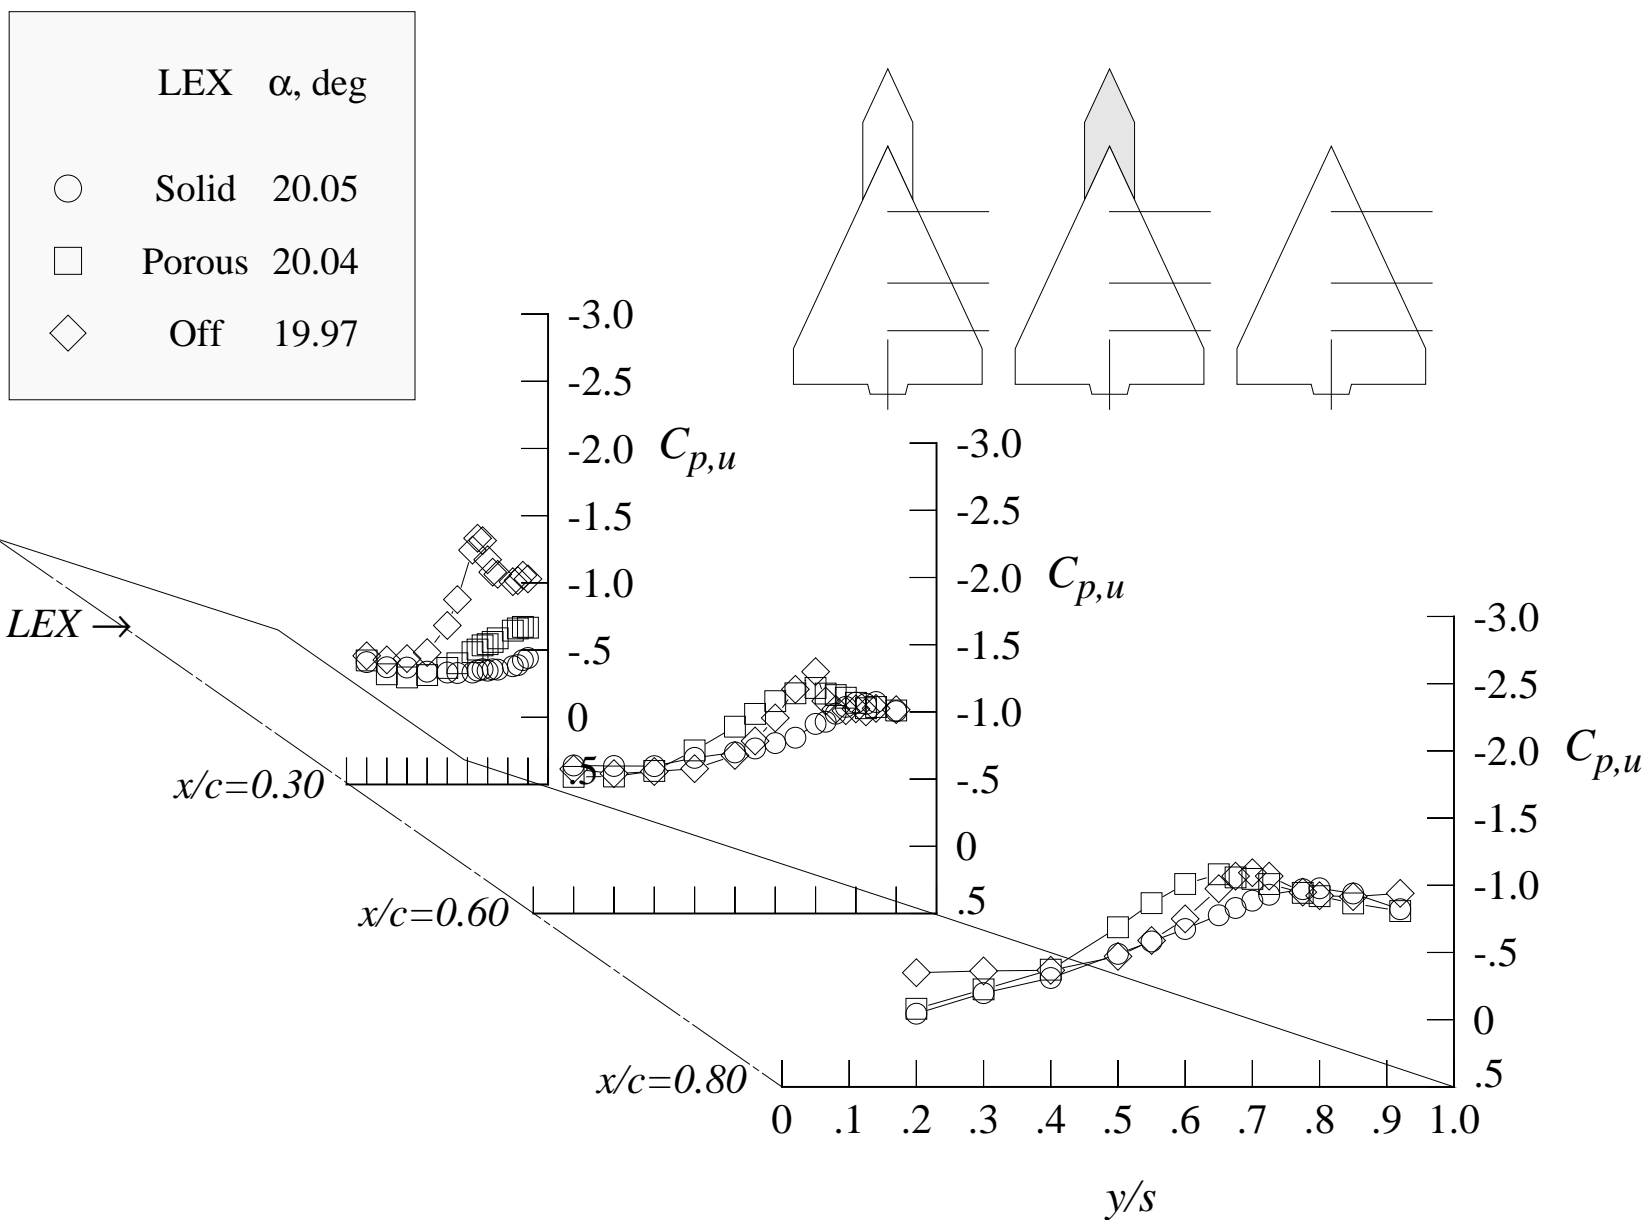 LEX α, deg
Solid 20.05
Porous 20.04
Off 19.97
-3.0
-2.5
-2.0 Cp,u
-1.5
-1.0
-.5
0
.5
x/c=0.30
LEX →
-3.0
-2.5
-2.0 Cp,u
-1.5
-1.0
-.5
0
.5
x/c=0.60
-3.0
-2.5
-2.0 Cp,u
-1.5
-1.0
-.5
0
.5
x/c=0.80
0 .1 .2 .3 .4 .5 .6 .7 .8 .9 1.0
y/s